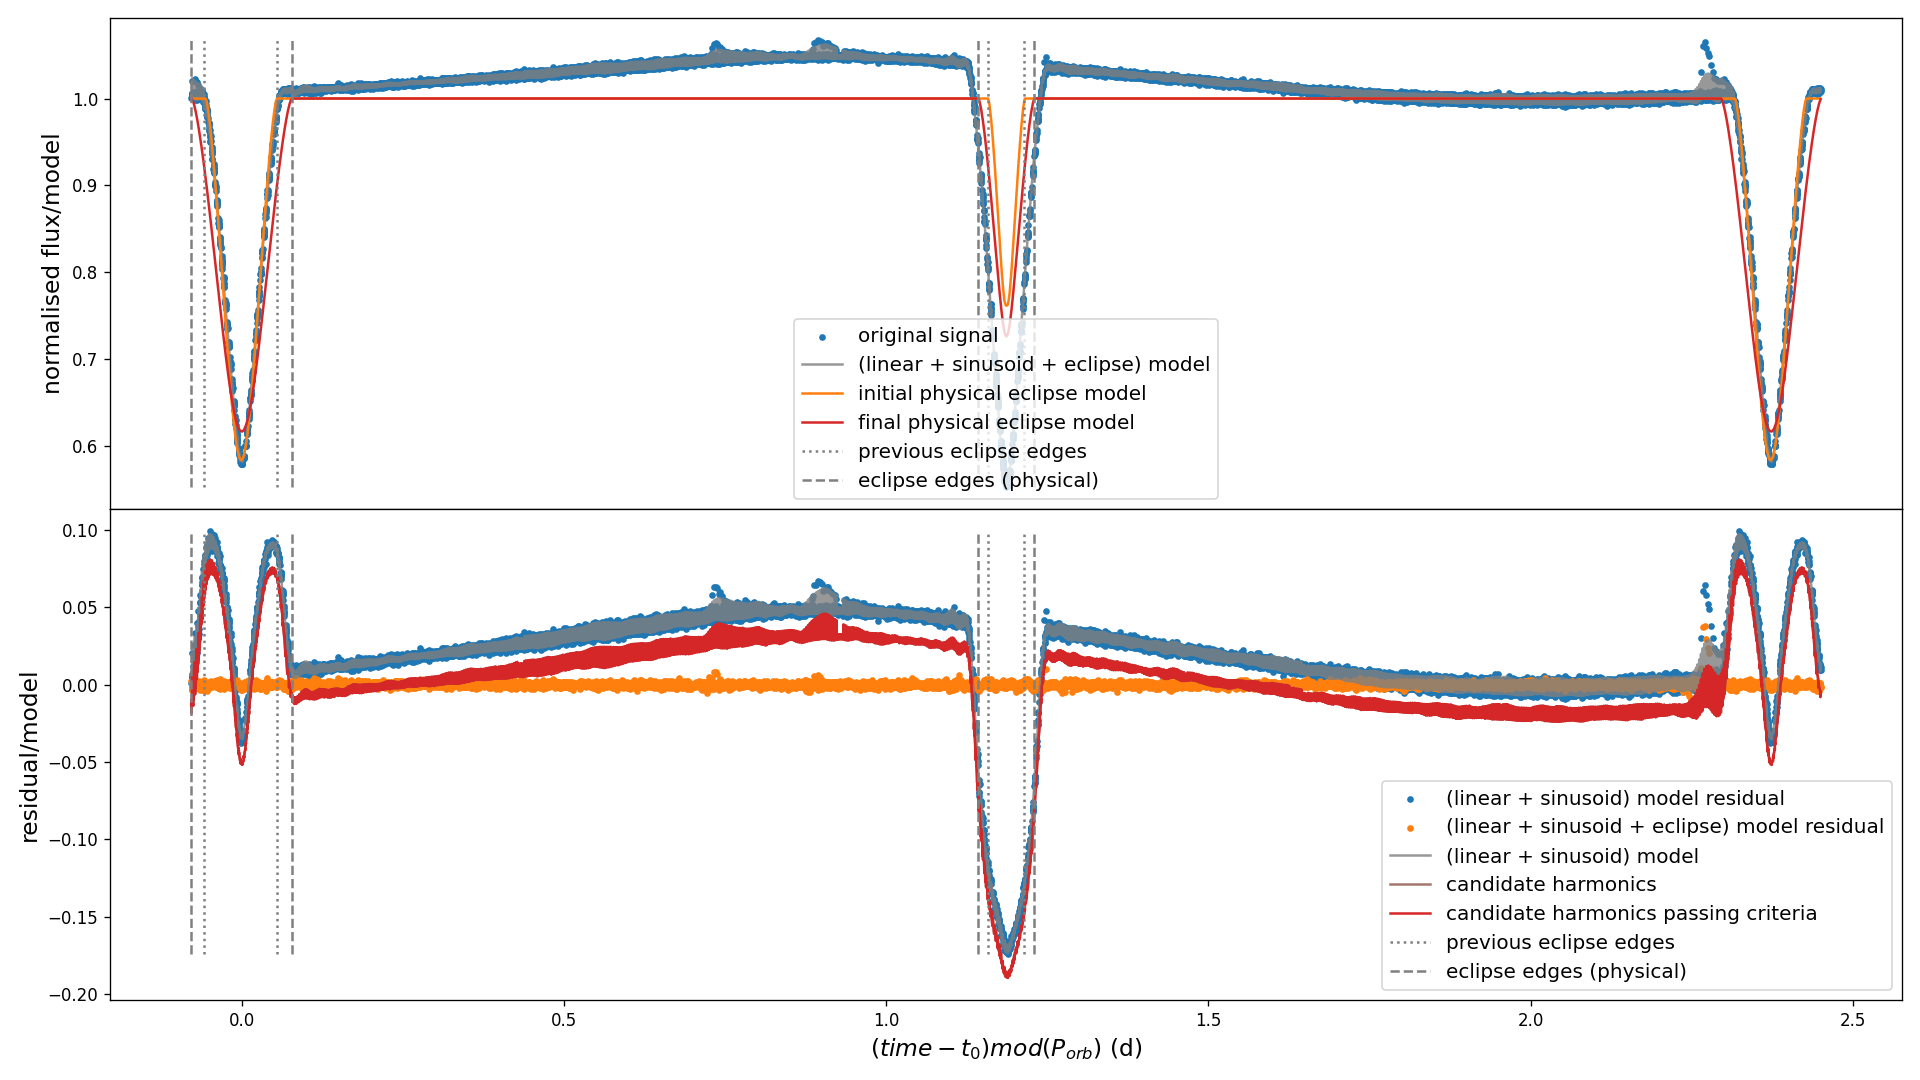 normalised flux/model
1.0
0.9
0.8
0.7
0.6
original signal
(linear + sinusoid + eclipse) model
initial physical eclipse model
final physical eclipse model
previous eclipse edges
eclipse edges (physical)
residual/model
0.10
0.05
0.00
−0.05
−0.10
−0.15
−0.20
(linear + sinusoid) model residual
(linear + sinusoid + eclipse) model residual
(linear + sinusoid) model
candidate harmonics
candidate harmonics passing criteria
previous eclipse edges
eclipse edges (physical)
0.0 0.5 1.0 1.5 2.0 2.5
(time − t₀)mod(P_orb) (d)